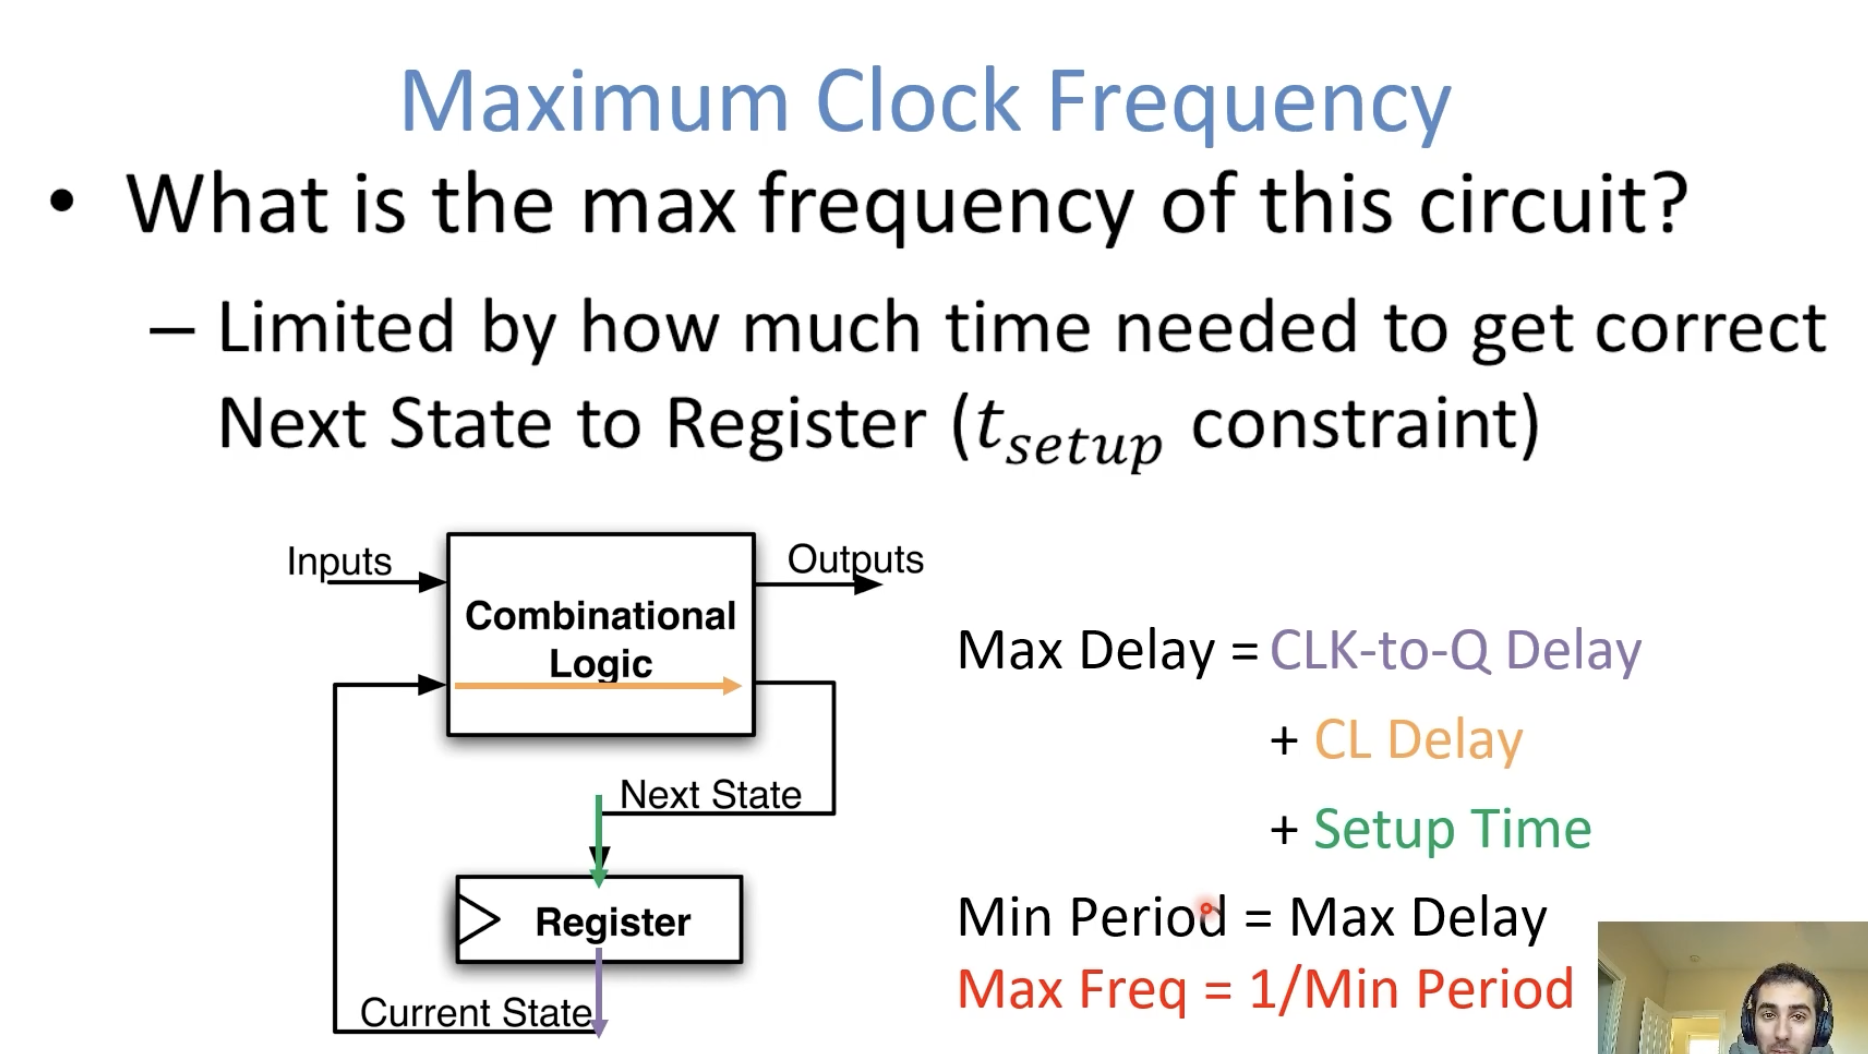 Maximum Clock Frequency
• What is the max frequency of this circuit?
– Limited by how much time needed to get correct
Next State to Register (t_setup constraint)
Inputs
Outputs
Combinational
Logic
Next State
Register
Current State
Max Delay = CLK-to-Q Delay
+ CL Delay
+ Setup Time
Min Period = Max Delay
Max Freq = 1/Min Period